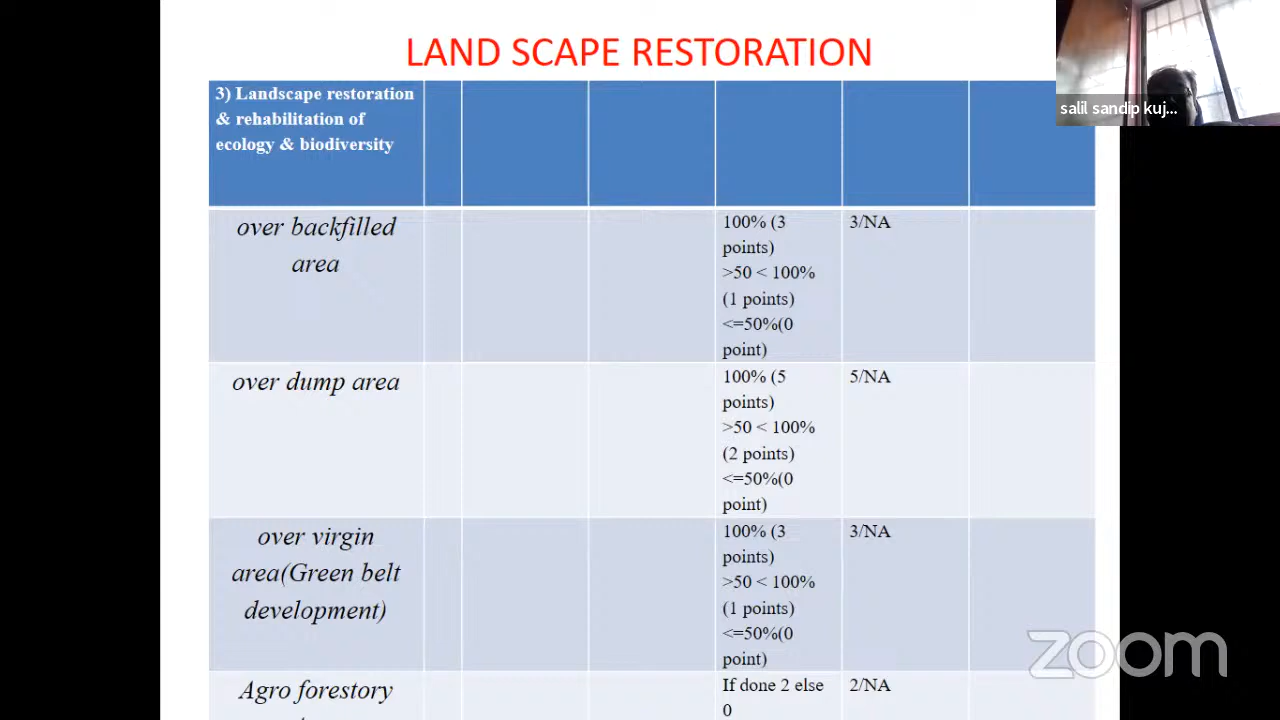 LAND SCAPE RESTORATION
3) Landscape restoration
& rehabilitation of
ecology & biodiversity
over backfilled
area
100% (3
points)
>50 < 100%
(1 points)
<=50%(0
point)
3/NA
over dump area
100% (5
points)
>50 < 100%
(2 points)
<=50%(0
point)
5/NA
over virgin
area(Green belt
development)
100% (3
points)
>50 < 100%
(1 points)
<=50%(0
point)
3/NA
Agro forestory
If done 2 else
0
2/NA
salil sandip kuj...
zoom